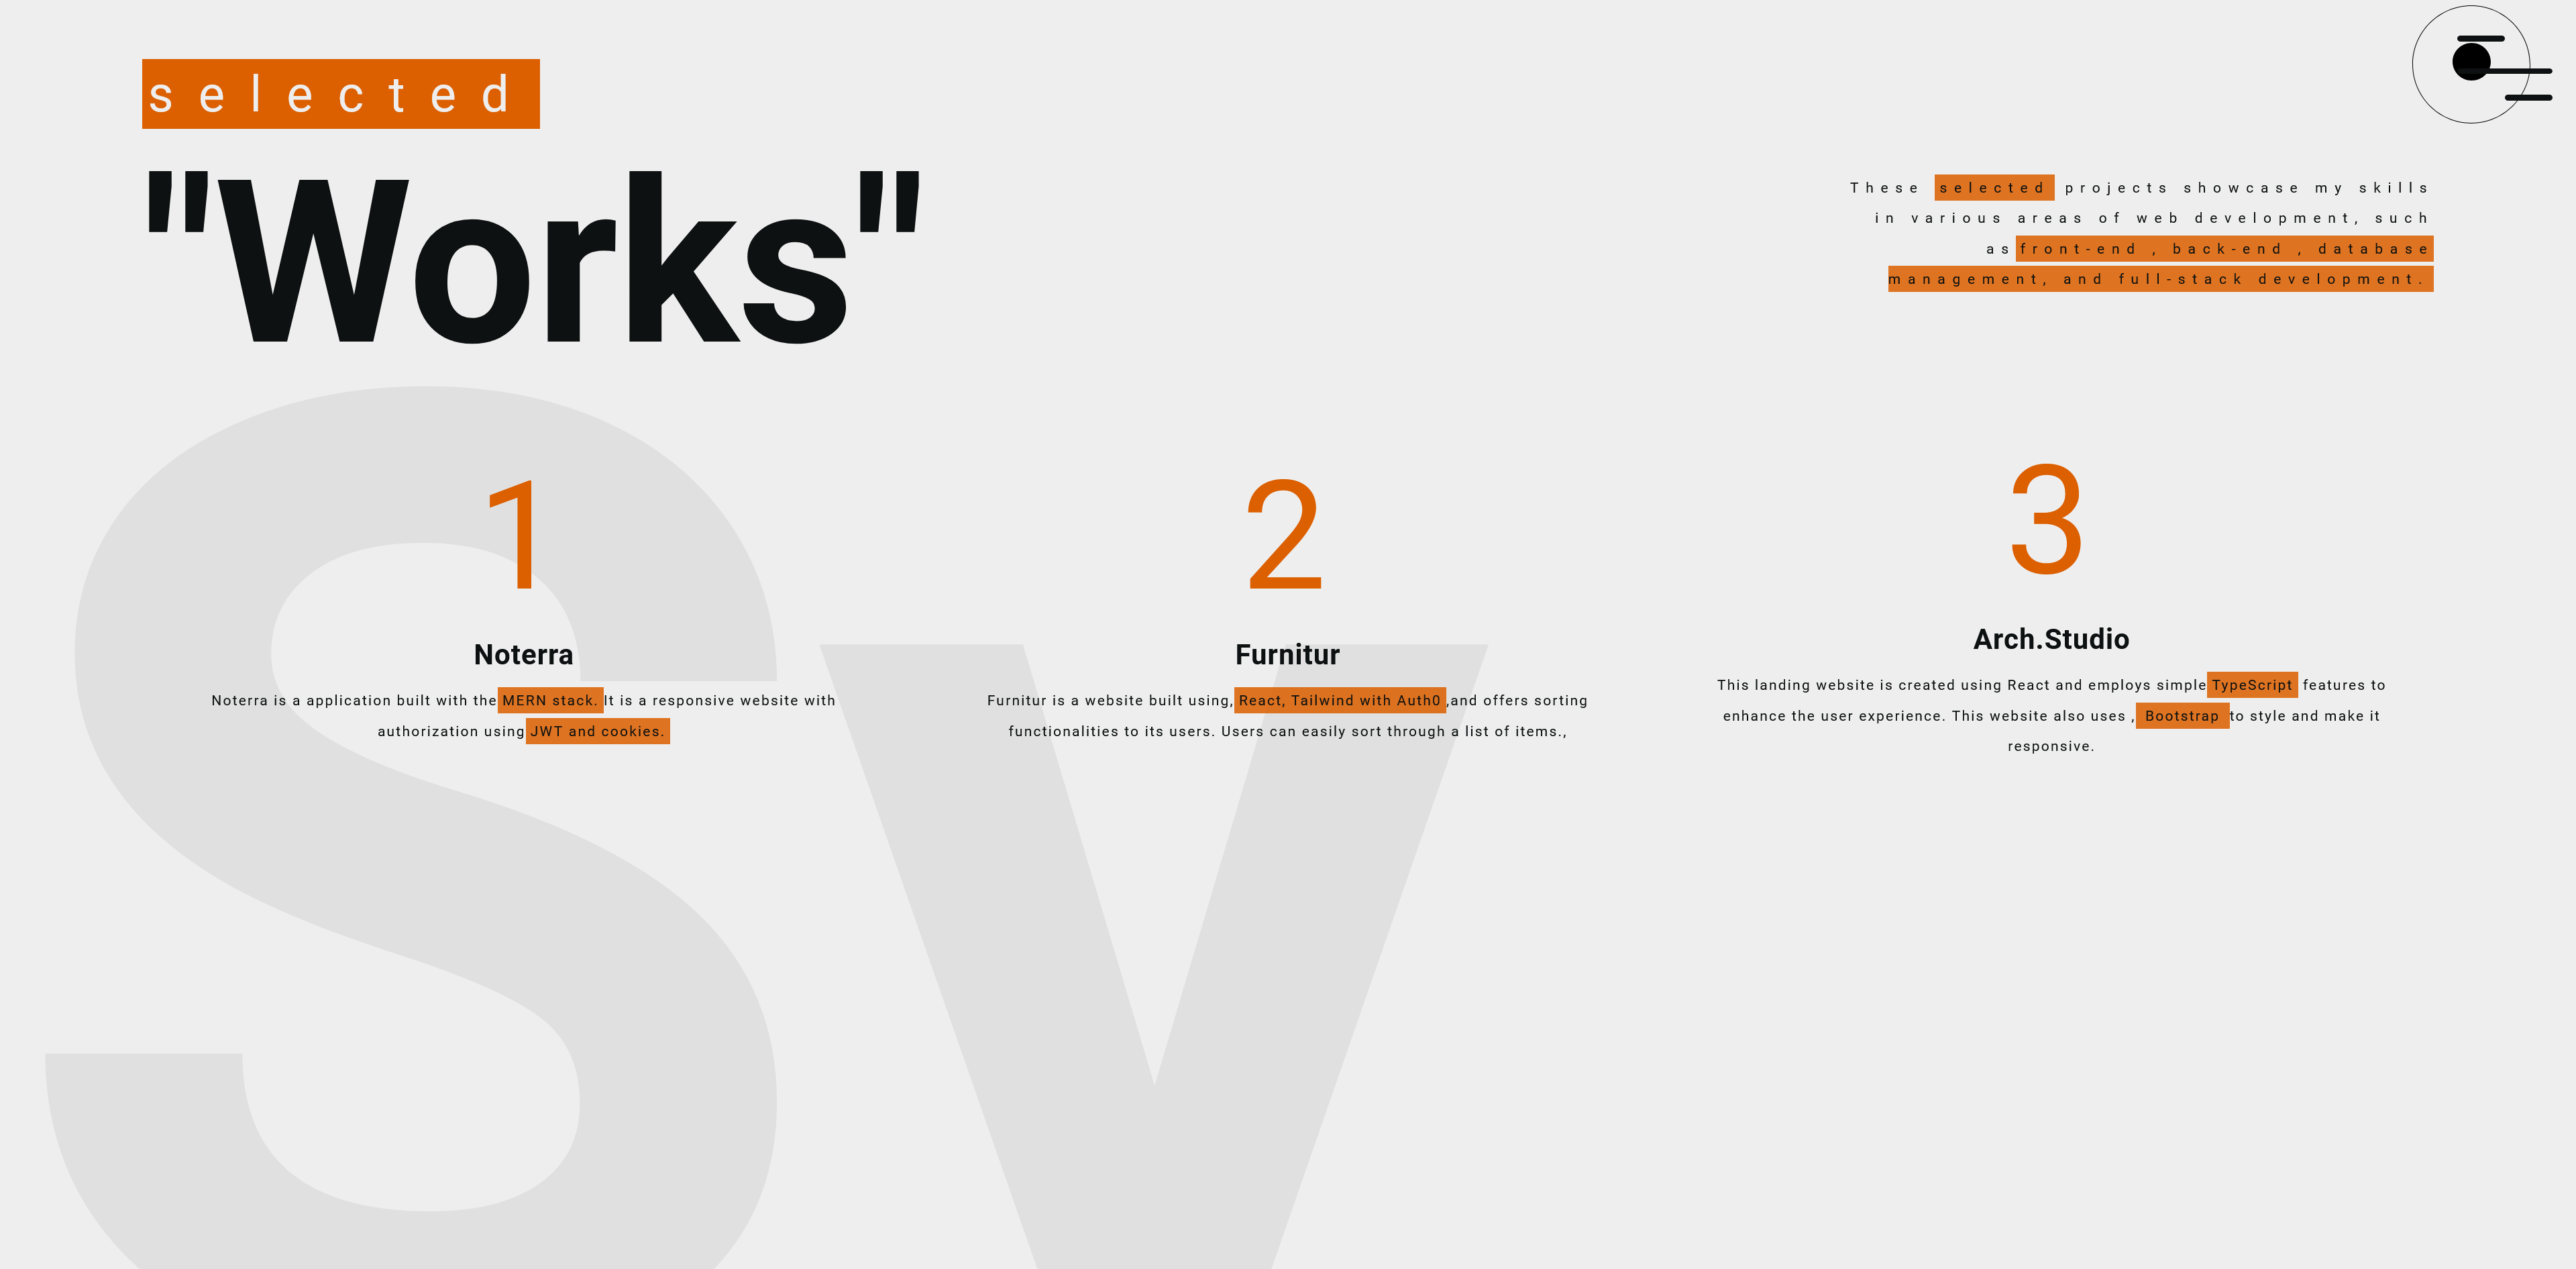 selected
"Works"
These selected projects showcase my skills
in various areas of web development, such
as front-end , back-end , database
management, and full-stack development.
Sv
1
Noterra
Noterra is a application built with the MERN stack. It is a responsive website with
authorization using JWT and cookies.
2
Furnitur
Furnitur is a website built using, React, Tailwind with Auth0 ,and offers sorting
functionalities to its users. Users can easily sort through a list of items.,
3
Arch.Studio
This landing website is created using React and employs simple TypeScript features to
enhance the user experience. This website also uses , Bootstrap to style and make it
responsive.